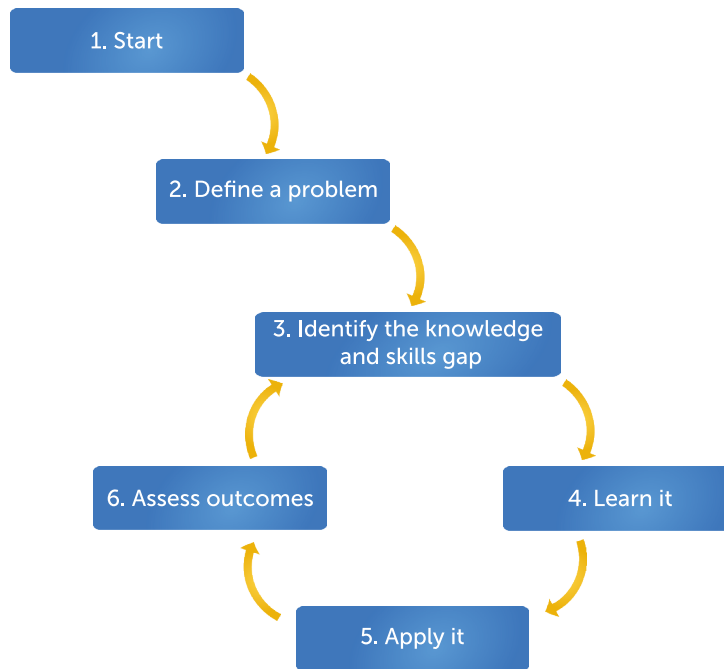 1. Start
2. Define a problem
3. Identify the knowledge
and skills gap
4. Learn it
5. Apply it
6. Assess outcomes